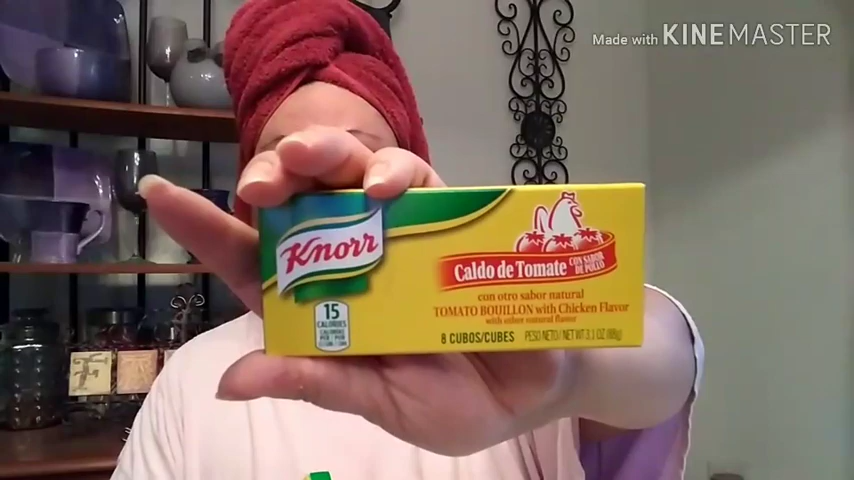 Made with KINEMASTER
Knorr
Caldo de Tomate CON SABOR DE POLLO
con otro sabor natural
TOMATO BOUILLON with Chicken Flavor
with other natural flavor
15
CALORIES
8 CUBOS/CUBES PESO NETO/NET WT 3.1 OZ (88g)